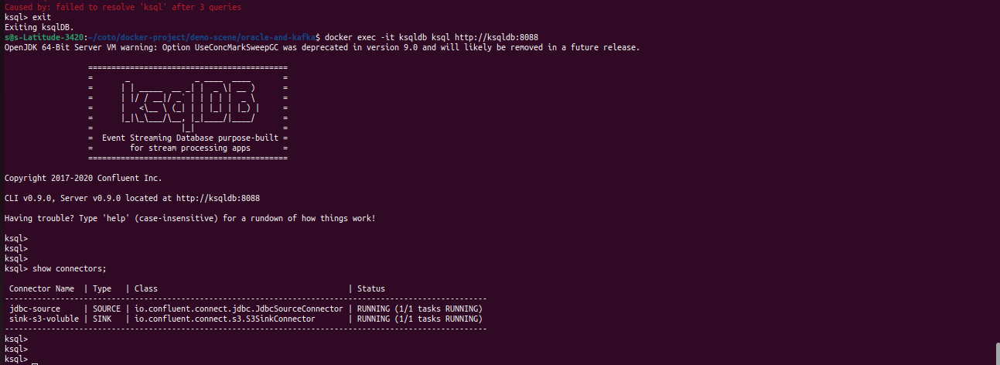 Caused by: failed to resolve 'ksql' after 3 queries
ksql> exit
Exiting ksqlDB.
s@s-Latitude-3420:~/coto/docker-project/demo-scene/oracle-and-kafka$ docker exec -it ksqldb ksql http://ksqldb:8088
OpenJDK 64-Bit Server VM warning: Option UseConcMarkSweepGC was deprecated in version 9.0 and will likely be removed in a future release.
===========================================
=       _              _ ____  ____       =
=      | | _____  __ _| |  _ \| __ )      =
=      | |/ / __|/ _` | | | | |  _ \      =
=      |   <\__ \ (_| | | |_| | |_) |     =
=      |_|\_\___/\__, |_|____/|____/      =
=                   |_|                   =
=  Event Streaming Database purpose-built =
=        for stream processing apps       =
===========================================
Copyright 2017-2020 Confluent Inc.
CLI v0.9.0, Server v0.9.0 located at http://ksqldb:8088
Having trouble? Type 'help' (case-insensitive) for a rundown of how things work!
ksql>
ksql>
ksql>
ksql> show connectors;
 Connector Name  | Type   | Class                                         | Status
--------------------------------------------------------------------------------------------------------
 jdbc-source     | SOURCE | io.confluent.connect.jdbc.JdbcSourceConnector | RUNNING (1/1 tasks RUNNING)
 sink-s3-voluble | SINK   | io.confluent.connect.s3.S3SinkConnector       | RUNNING (1/1 tasks RUNNING)
--------------------------------------------------------------------------------------------------------
ksql>
ksql>
ksql>